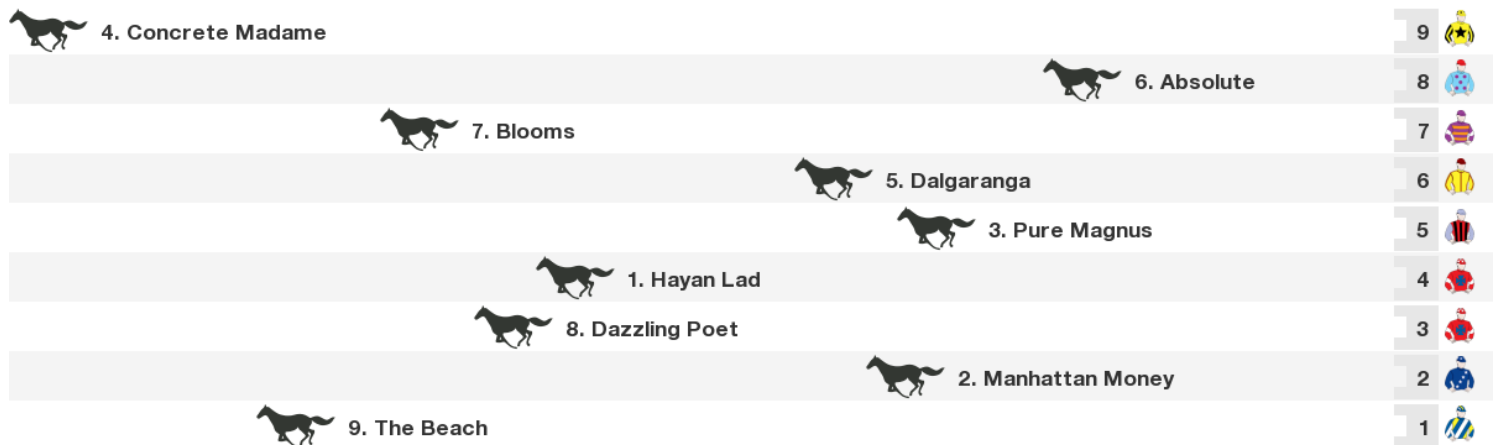 4. Concrete Madame 9
6. Absolute 8
7. Blooms 7
5. Dalgaranga 6
3. Pure Magnus 5
1. Hayan Lad 4
8. Dazzling Poet 3
2. Manhattan Money 2
9. The Beach 1